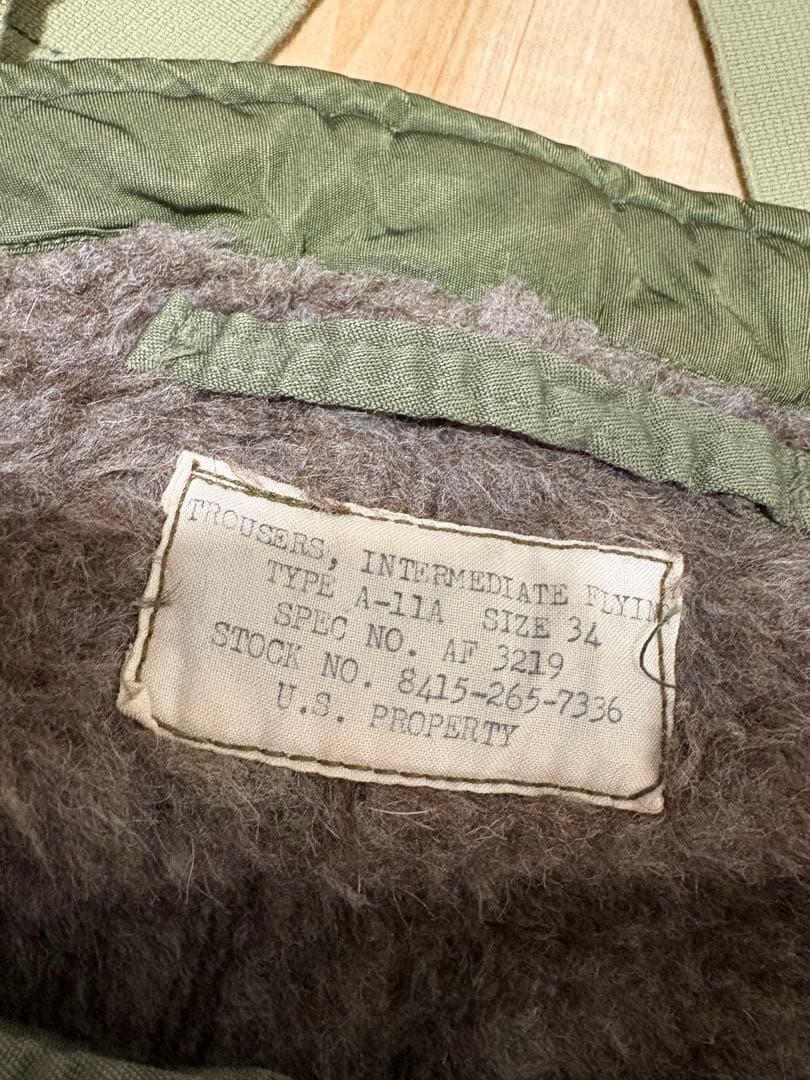 TROUSERS, INTERMEDIATE FLYING
TYPE A-11A SIZE 34
SPEC NO. AF 3219
STOCK NO. 8415-265-7336
U.S. PROPERTY